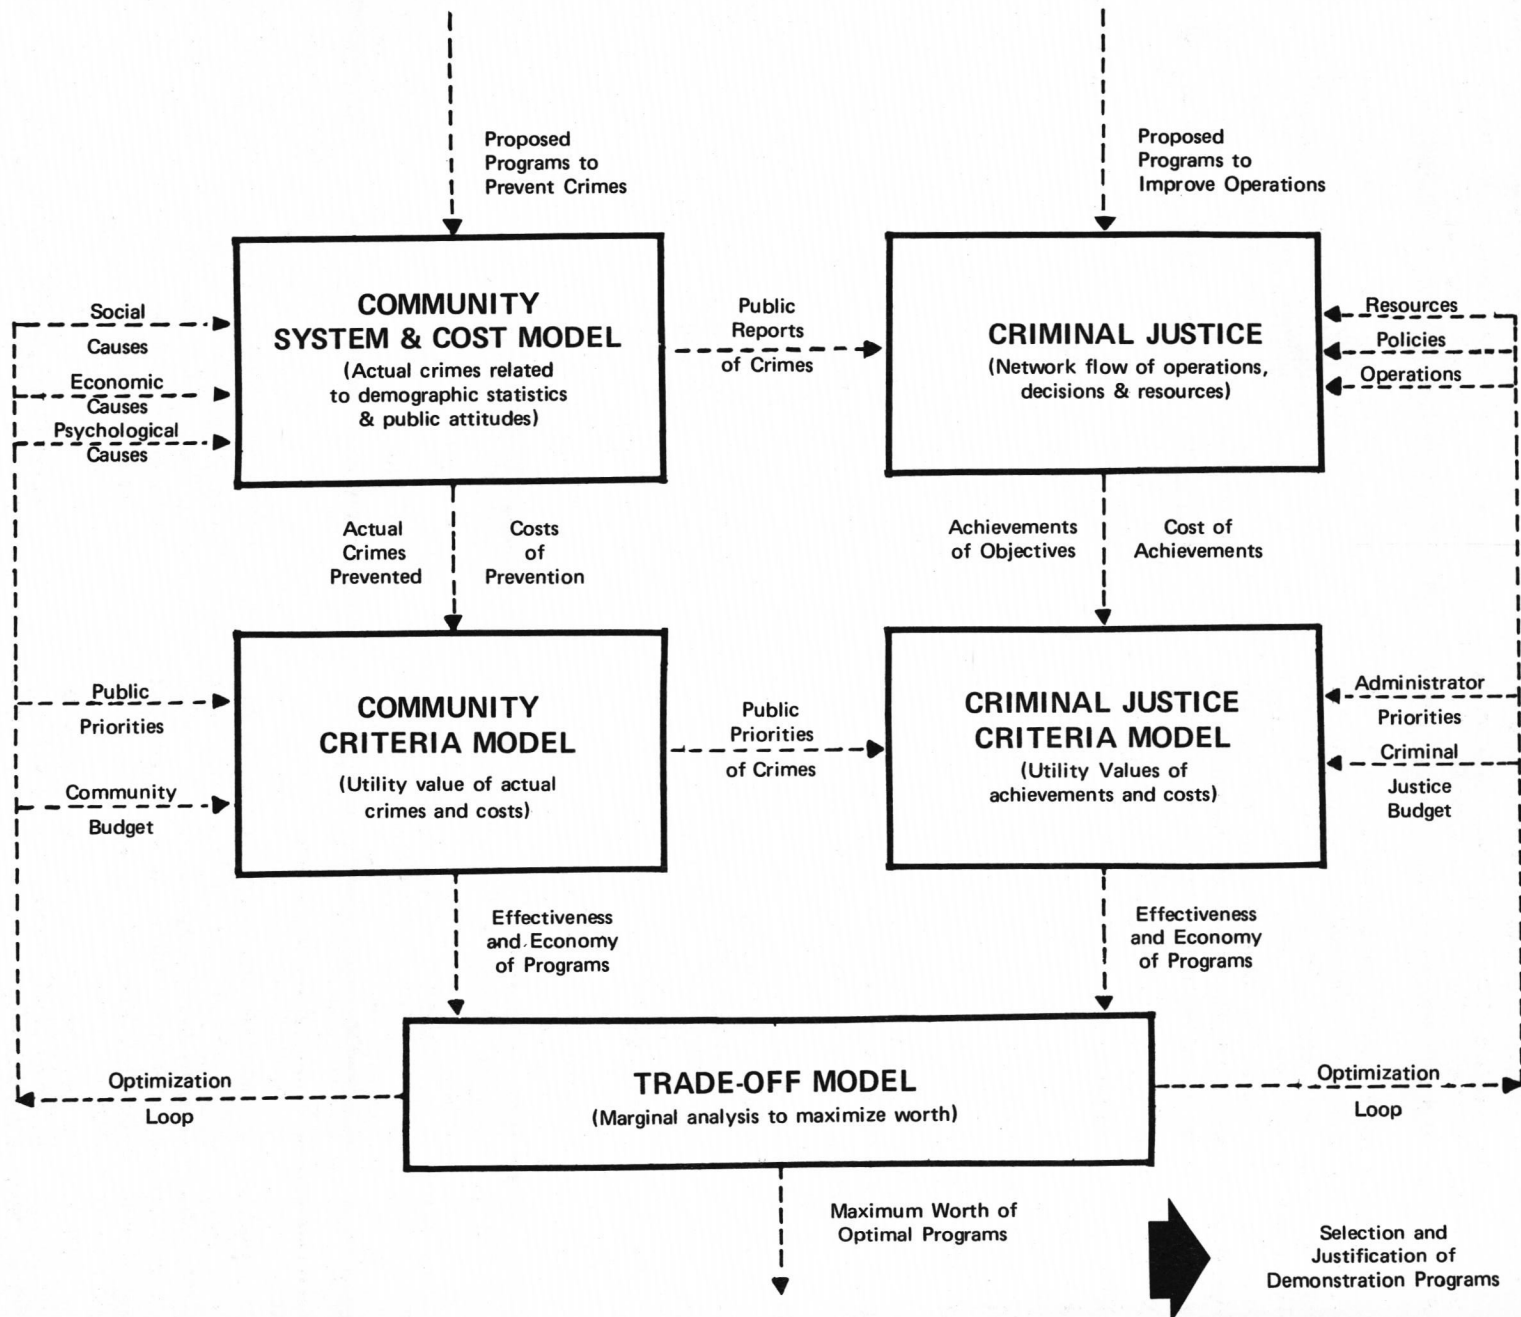 Proposed
Programs to
Prevent Crimes
Proposed
Programs to
Improve Operations
Social
Causes
Economic
Causes
Psychological
Causes
COMMUNITY
SYSTEM & COST MODEL
(Actual crimes related
to demographic statistics
& public attitudes)
Public
Reports
of Crimes
CRIMINAL JUSTICE
(Network flow of operations,
decisions & resources)
Resources
Policies
Operations
Actual
Crimes
Prevented
Costs
of
Prevention
Achievements
of Objectives
Cost of
Achievements
Public
Priorities
Community
Budget
COMMUNITY
CRITERIA MODEL
(Utility value of actual
crimes and costs)
Public
Priorities
of Crimes
CRIMINAL JUSTICE
CRITERIA MODEL
(Utility Values of
achievements and costs)
Administrator
Priorities
Criminal
Justice
Budget
Effectiveness
and Economy
of Programs
Effectiveness
and Economy
of Programs
Optimization
Loop
TRADE-OFF MODEL
(Marginal analysis to maximize worth)
Optimization
Loop
Maximum Worth of
Optimal Programs
Selection and
Justification of
Demonstration Programs